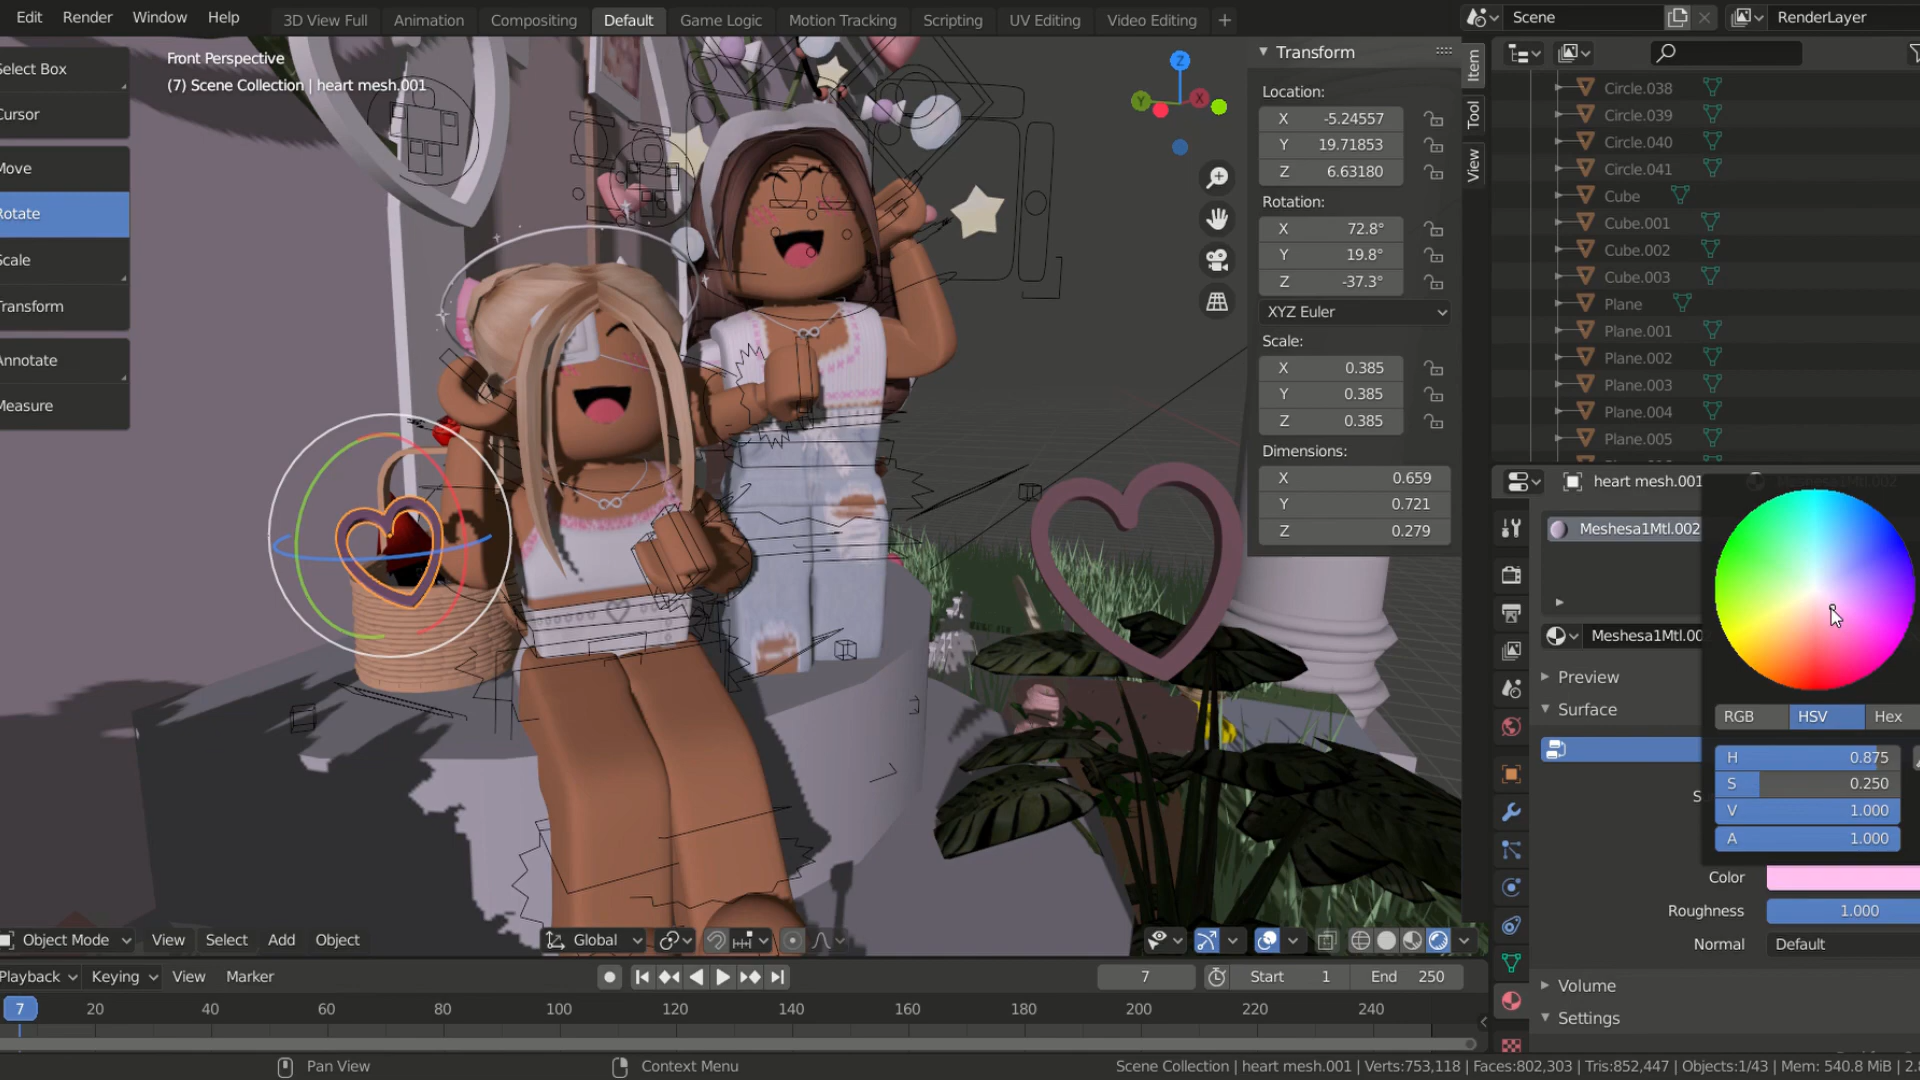 Edit Render Window Help
3D View Full Animation Compositing Default Game Logic Motion Tracking Scripting UV Editing Video Editing +
Scene
RenderLayer
Select Box
Cursor
Move
Rotate
Scale
Transform
Annotate
Measure
Front Perspective
(7) Scene Collection | heart mesh.001
Z
Y
X
Transform
Location:
X -5.24557
Y 19.71853
Z 6.63180
Rotation:
X 72.8°
Y 19.8°
Z -37.3°
XYZ Euler
Scale:
X 0.385
Y 0.385
Z 0.385
Dimensions:
X 0.659
Y 0.721
Z 0.279
Item
Tool
View
Circle.038
Circle.039
Circle.040
Circle.041
Cube
Cube.001
Cube.002
Cube.003
Plane
Plane.001
Plane.002
Plane.003
Plane.004
Plane.005
heart mesh.001
Meshesa1Mtl.002
Meshesa1Mtl.00
Preview
Surface
S
RGB HSV Hex
H 0.875
S 0.250
V 1.000
A 1.000
Color
Roughness 1.000
Normal Default
Volume
Settings
Object Mode View Select Add Object
Global
Playback Keying View Marker
7
Start 1
End 250
7 20 40 60 80 100 120 140 160 180 200 220 240
Pan View
Context Menu
Scene Collection | heart mesh.001 | Verts:753,118 | Faces:802,303 | Tris:852,447 | Objects:1/43 | Mem: 540.8 MiB | 2.